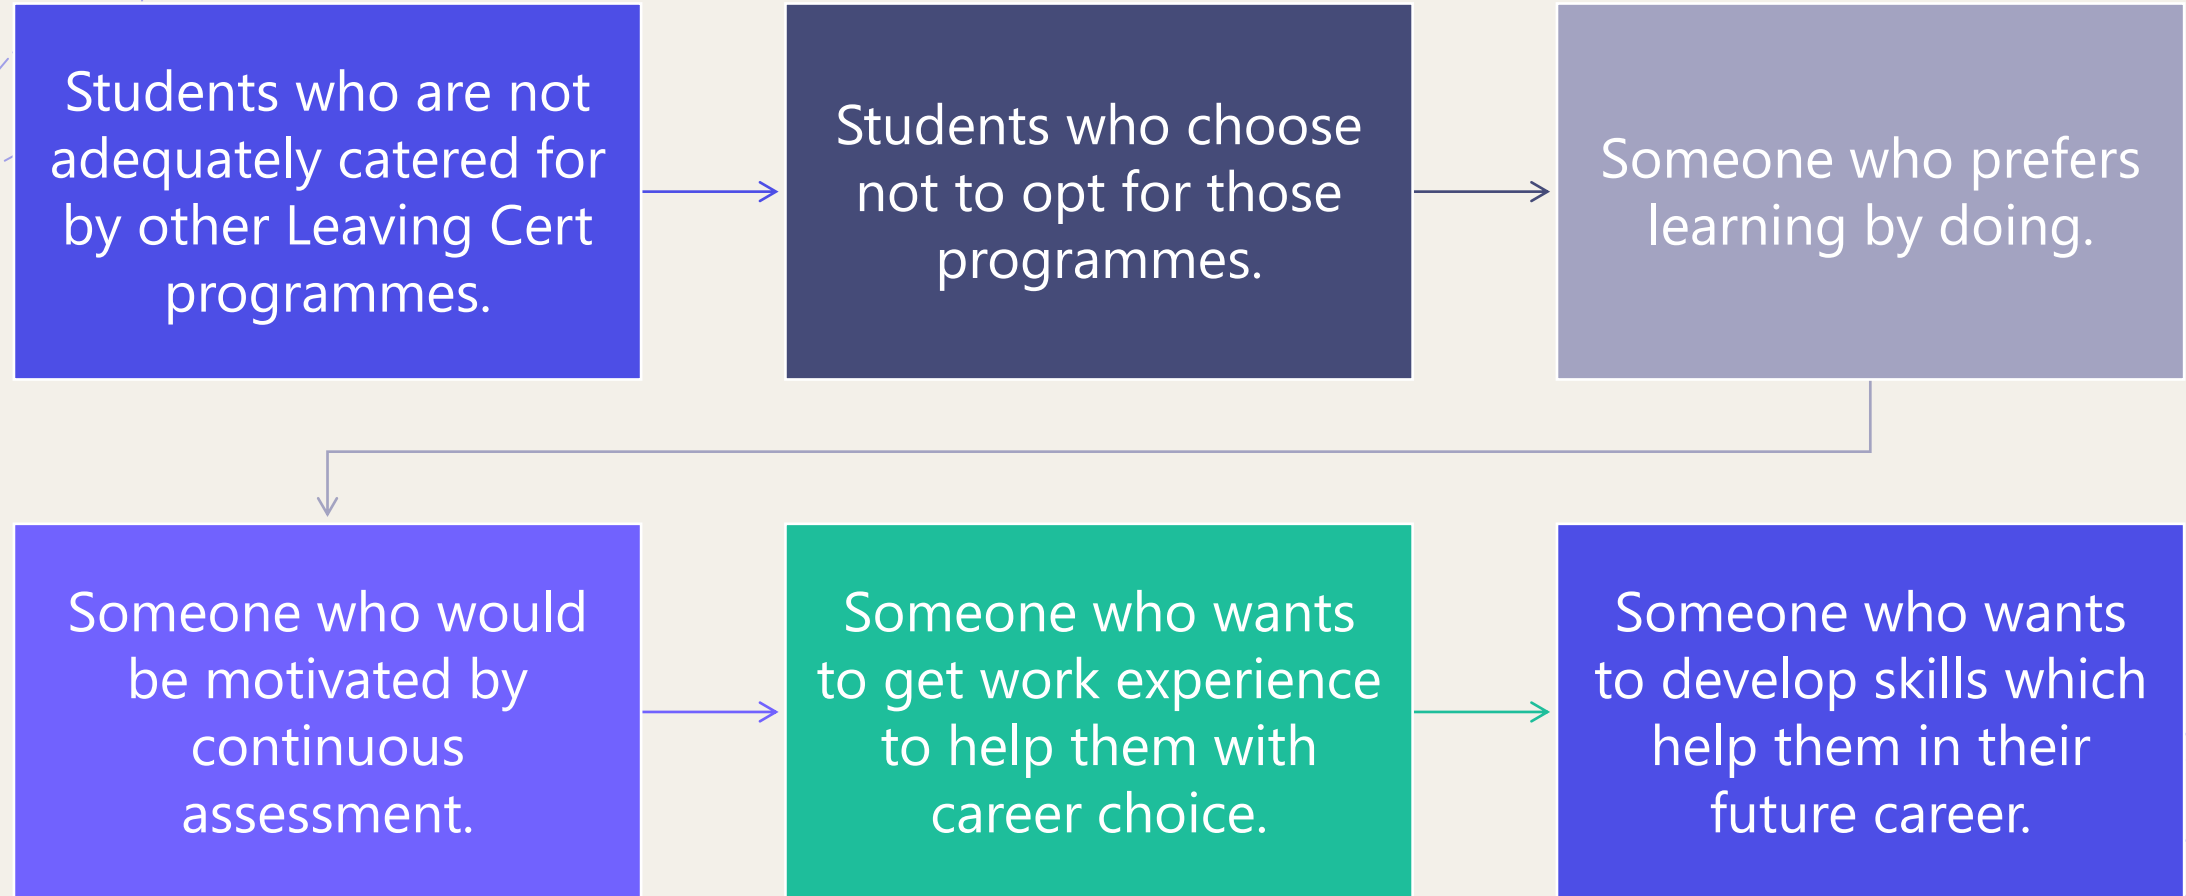 Students who are not
adequately catered for
by other Leaving Cert
programmes.
Students who choose
not to opt for those
programmes.
Someone who prefers
learning by doing.
Someone who would
be motivated by
continuous
assessment.
Someone who wants
to get work experience
to help them with
career choice.
Someone who wants
to develop skills which
help them in their
future career.